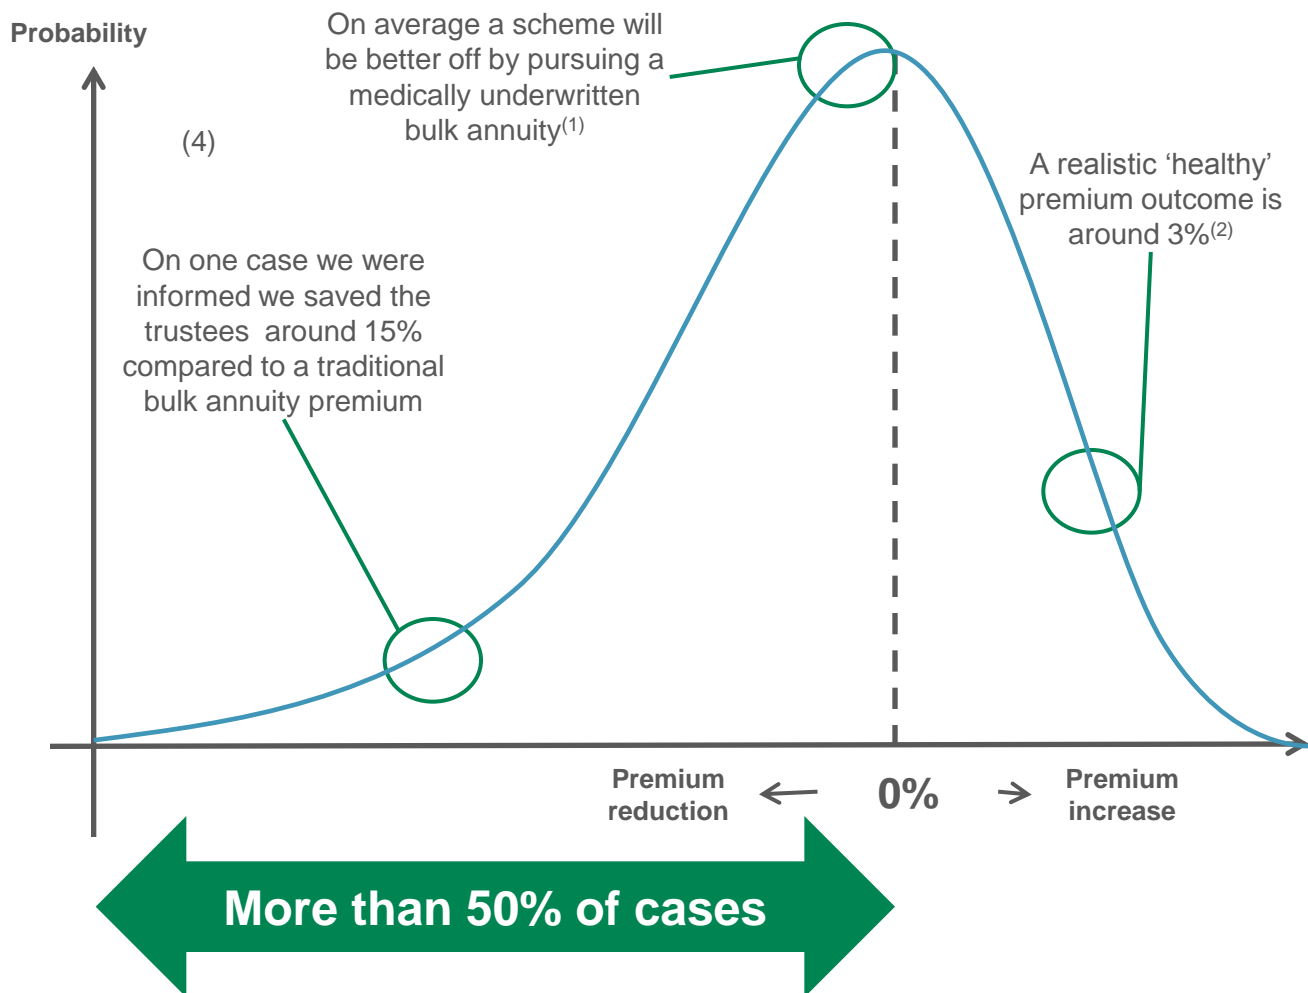 Probability
On average a scheme will
be better off by pursuing a
medically underwritten
bulk annuity(1)
(4)
A realistic ‘healthy’
premium outcome is
around 3%(2)
On one case we were
informed we saved the
trustees around 15%
compared to a traditional
bulk annuity premium
Premium
reduction
0%
Premium
increase
More than 50% of cases